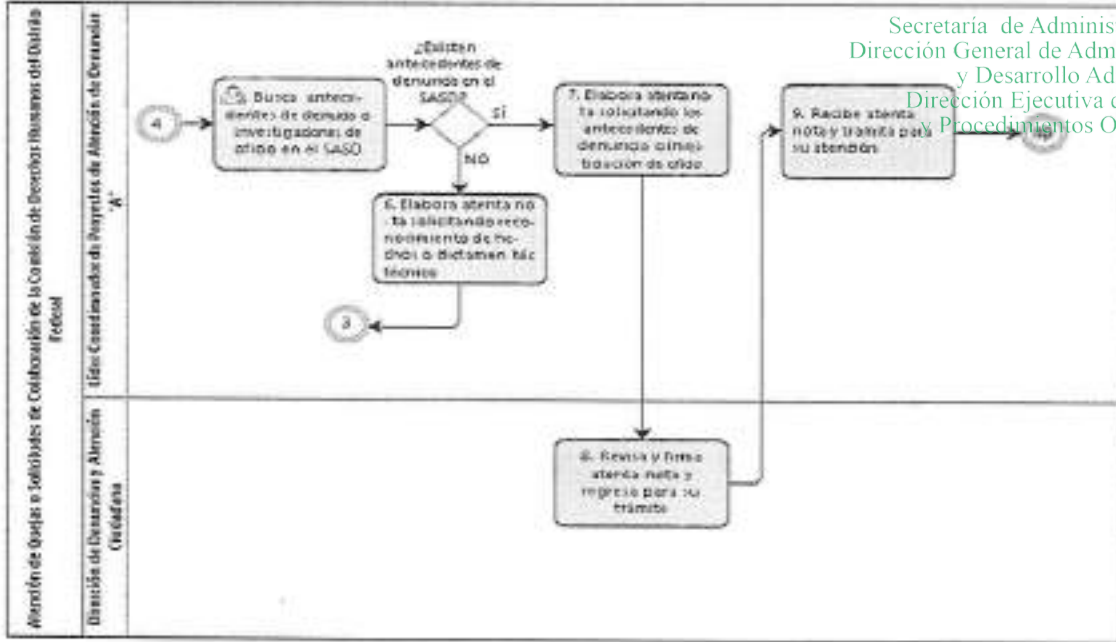 Atención de Quejas o Solicitudes de Colaboración de la Comisión de Derechos Humanos del Distrito
Federal
Líder Coordinador de Proyectos de Atención de Denuncias
"A"
Dirección de Denuncias y Atención
Ciudadana
4
Busca antece-
dentes de denuncia o
investigaciones de
oficio en el SASD
¿Existen
antecedentes de
denuncia en el
SASD?
SÍ
NO
6. Elabora atenta no
ta solicitando reco-
nocimiento de he-
chos o dictamen
técnico
3
7. Elabora atenta no-
ta solicitando los
antecedentes de
denuncia o inves
tigación de oficio
8. Revisa y firma
atenta nota y
regresa para su
trámite
9. Recibe atenta
nota y tramita para
su atención
Secretaría de Adminis
Dirección General de Adm
y Desarrollo Ad
Dirección Ejecutiva d
y Procedimientos O